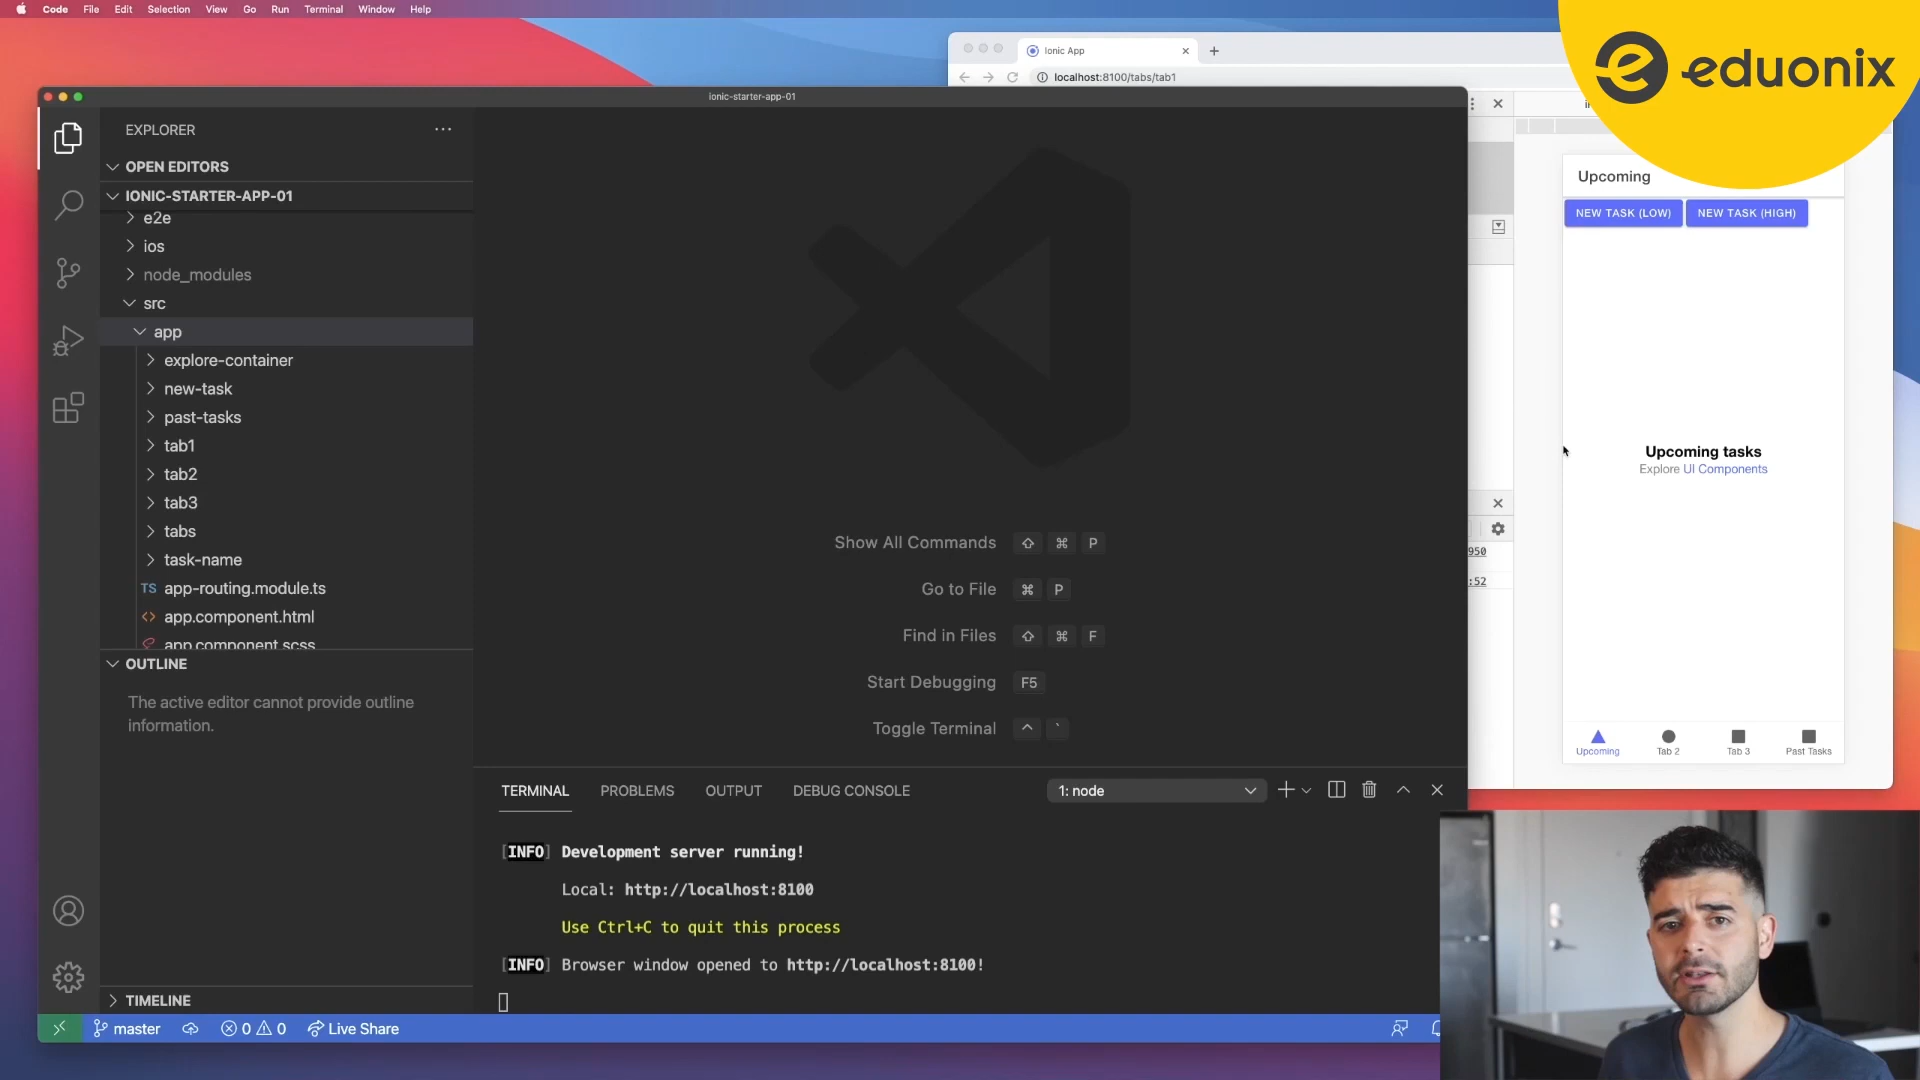 Code File Edit Selection View Go Run Terminal Window Help
Ionic App
localhost:8100/tabs/tab1
eduonix
ionic-starter-app-01
EXPLORER
OPEN EDITORS
IONIC-STARTER-APP-01
e2e
ios
node_modules
src
app
explore-container
new-task
past-tasks
tab1
tab2
tab3
tabs
task-name
TS app-routing.module.ts
app.component.html
app.component.scss
OUTLINE
The active editor cannot provide outline
information.
TIMELINE
Show All Commands ⇧ ⌘ P
Go to File ⌘ P
Find in Files ⇧ ⌘ F
Start Debugging F5
Toggle Terminal ^ `
TERMINAL PROBLEMS OUTPUT DEBUG CONSOLE 1: node
[INFO] Development server running!
Local: http://localhost:8100
Use Ctrl+C to quit this process
[INFO] Browser window opened to http://localhost:8100!
master 0 0 Live Share
950
:52
Upcoming
NEW TASK (LOW) NEW TASK (HIGH)
Upcoming tasks
Explore UI Components
Upcoming Tab 2 Tab 3 Past Tasks